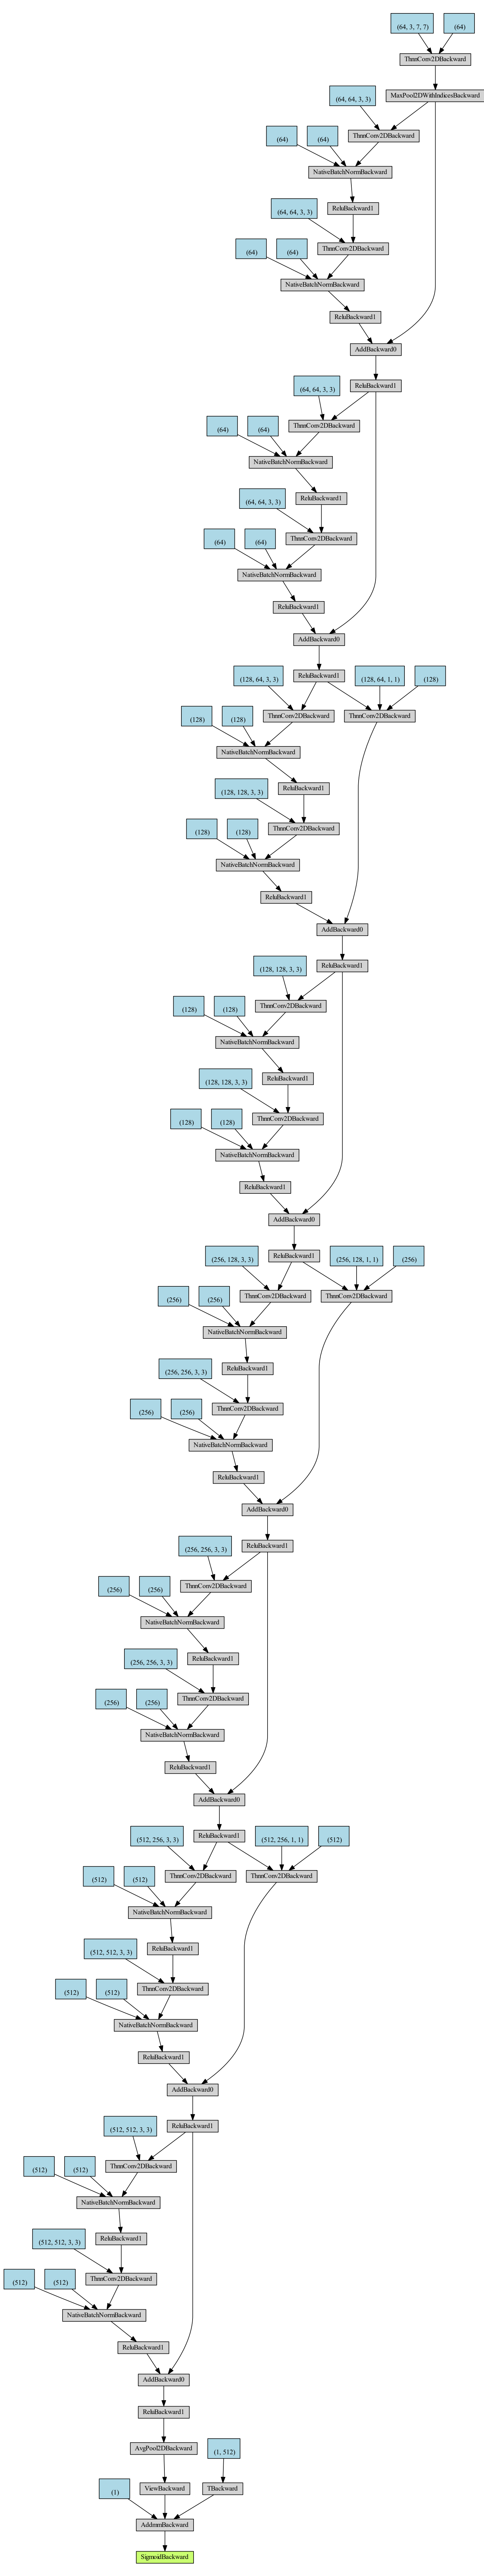 (64, 3, 7, 7) (64)
ThnnConv2DBackward
MaxPool2DWithIndicesBackward
(64, 64, 3, 3)
ThnnConv2DBackward
(64) (64)
NativeBatchNormBackward
ReluBackward1
(64, 64, 3, 3)
ThnnConv2DBackward
(64) (64)
NativeBatchNormBackward
ReluBackward1
AddBackward0
ReluBackward1
(64, 64, 3, 3)
ThnnConv2DBackward
(64) (64)
NativeBatchNormBackward
ReluBackward1
(64, 64, 3, 3)
ThnnConv2DBackward
(64) (64)
NativeBatchNormBackward
ReluBackward1
AddBackward0
ReluBackward1
(128, 64, 3, 3) (128, 64, 1, 1) (128)
ThnnConv2DBackward ThnnConv2DBackward
(128) (128)
NativeBatchNormBackward
ReluBackward1
(128, 128, 3, 3)
ThnnConv2DBackward
(128) (128)
NativeBatchNormBackward
ReluBackward1
AddBackward0
ReluBackward1
(128, 128, 3, 3)
ThnnConv2DBackward
(128) (128)
NativeBatchNormBackward
ReluBackward1
(128, 128, 3, 3)
ThnnConv2DBackward
(128) (128)
NativeBatchNormBackward
ReluBackward1
AddBackward0
ReluBackward1
(256, 128, 3, 3) (256, 128, 1, 1) (256)
ThnnConv2DBackward ThnnConv2DBackward
(256) (256)
NativeBatchNormBackward
ReluBackward1
(256, 256, 3, 3)
ThnnConv2DBackward
(256) (256)
NativeBatchNormBackward
ReluBackward1
AddBackward0
ReluBackward1
(256, 256, 3, 3)
ThnnConv2DBackward
(256) (256)
NativeBatchNormBackward
ReluBackward1
(256, 256, 3, 3)
ThnnConv2DBackward
(256) (256)
NativeBatchNormBackward
ReluBackward1
AddBackward0
ReluBackward1
(512, 256, 3, 3) (512, 256, 1, 1) (512)
ThnnConv2DBackward ThnnConv2DBackward
(512) (512)
NativeBatchNormBackward
ReluBackward1
(512, 512, 3, 3)
ThnnConv2DBackward
(512) (512)
NativeBatchNormBackward
ReluBackward1
AddBackward0
ReluBackward1
(512, 512, 3, 3)
ThnnConv2DBackward
(512) (512)
NativeBatchNormBackward
ReluBackward1
(512, 512, 3, 3)
ThnnConv2DBackward
(512) (512)
NativeBatchNormBackward
ReluBackward1
AddBackward0
ReluBackward1
AvgPool2DBackward
(1, 512)
ViewBackward TBackward
(1)
AddmmBackward
SigmoidBackward